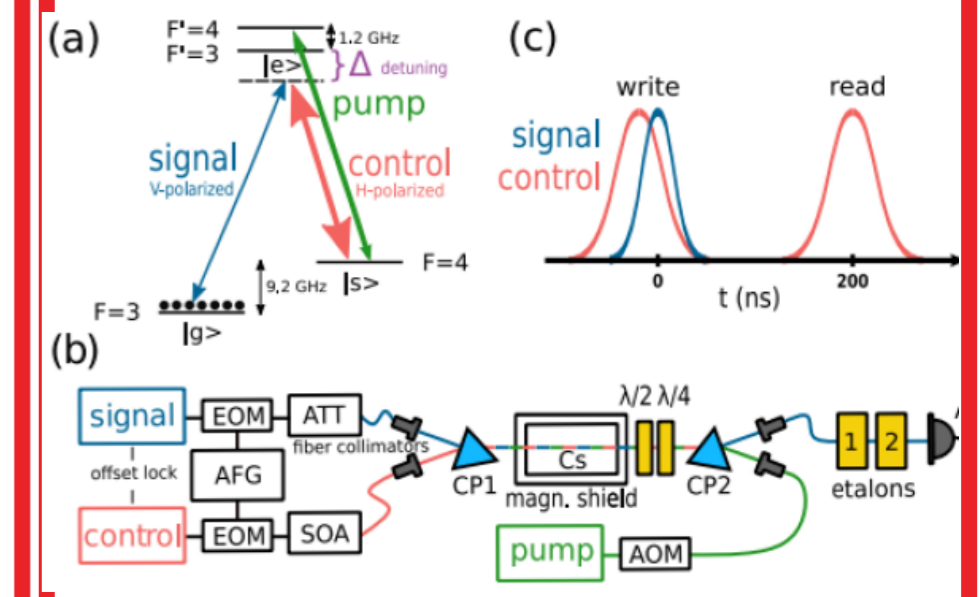 (a)
F'=4
1.2 GHz
F'=3
|e>
} Δ detuning
pump
signal
V-polarized
control
H-polarized
F=4
|s>
9,2 GHz
F=3
|g>
(c)
write
read
signal
control
0
200
t (ns)
(b)
signal
EOM
ATT
fiber collimators
offset lock
AFG
control
EOM
SOA
CP1
Cs
magn. shield
λ/2 λ/4
CP2
1
2
etalons
pump
AOM